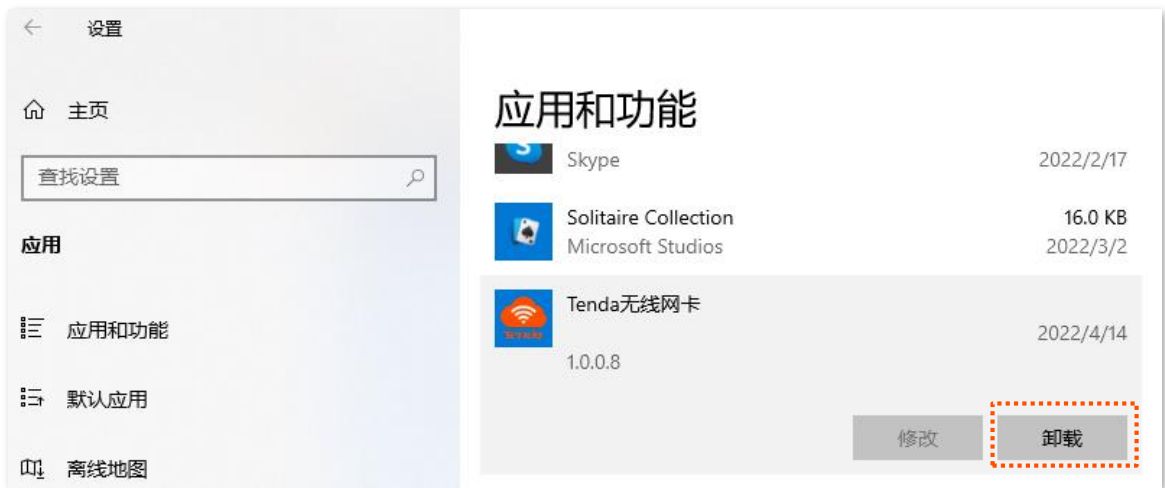 设置
主页
查找设置
应用
应用和功能
默认应用
离线地图
应用和功能
Skype 2022/2/17
Solitaire Collection 16.0 KB
Microsoft Studios 2022/3/2
Tenda无线网卡
2022/4/14
1.0.0.8
修改 卸载